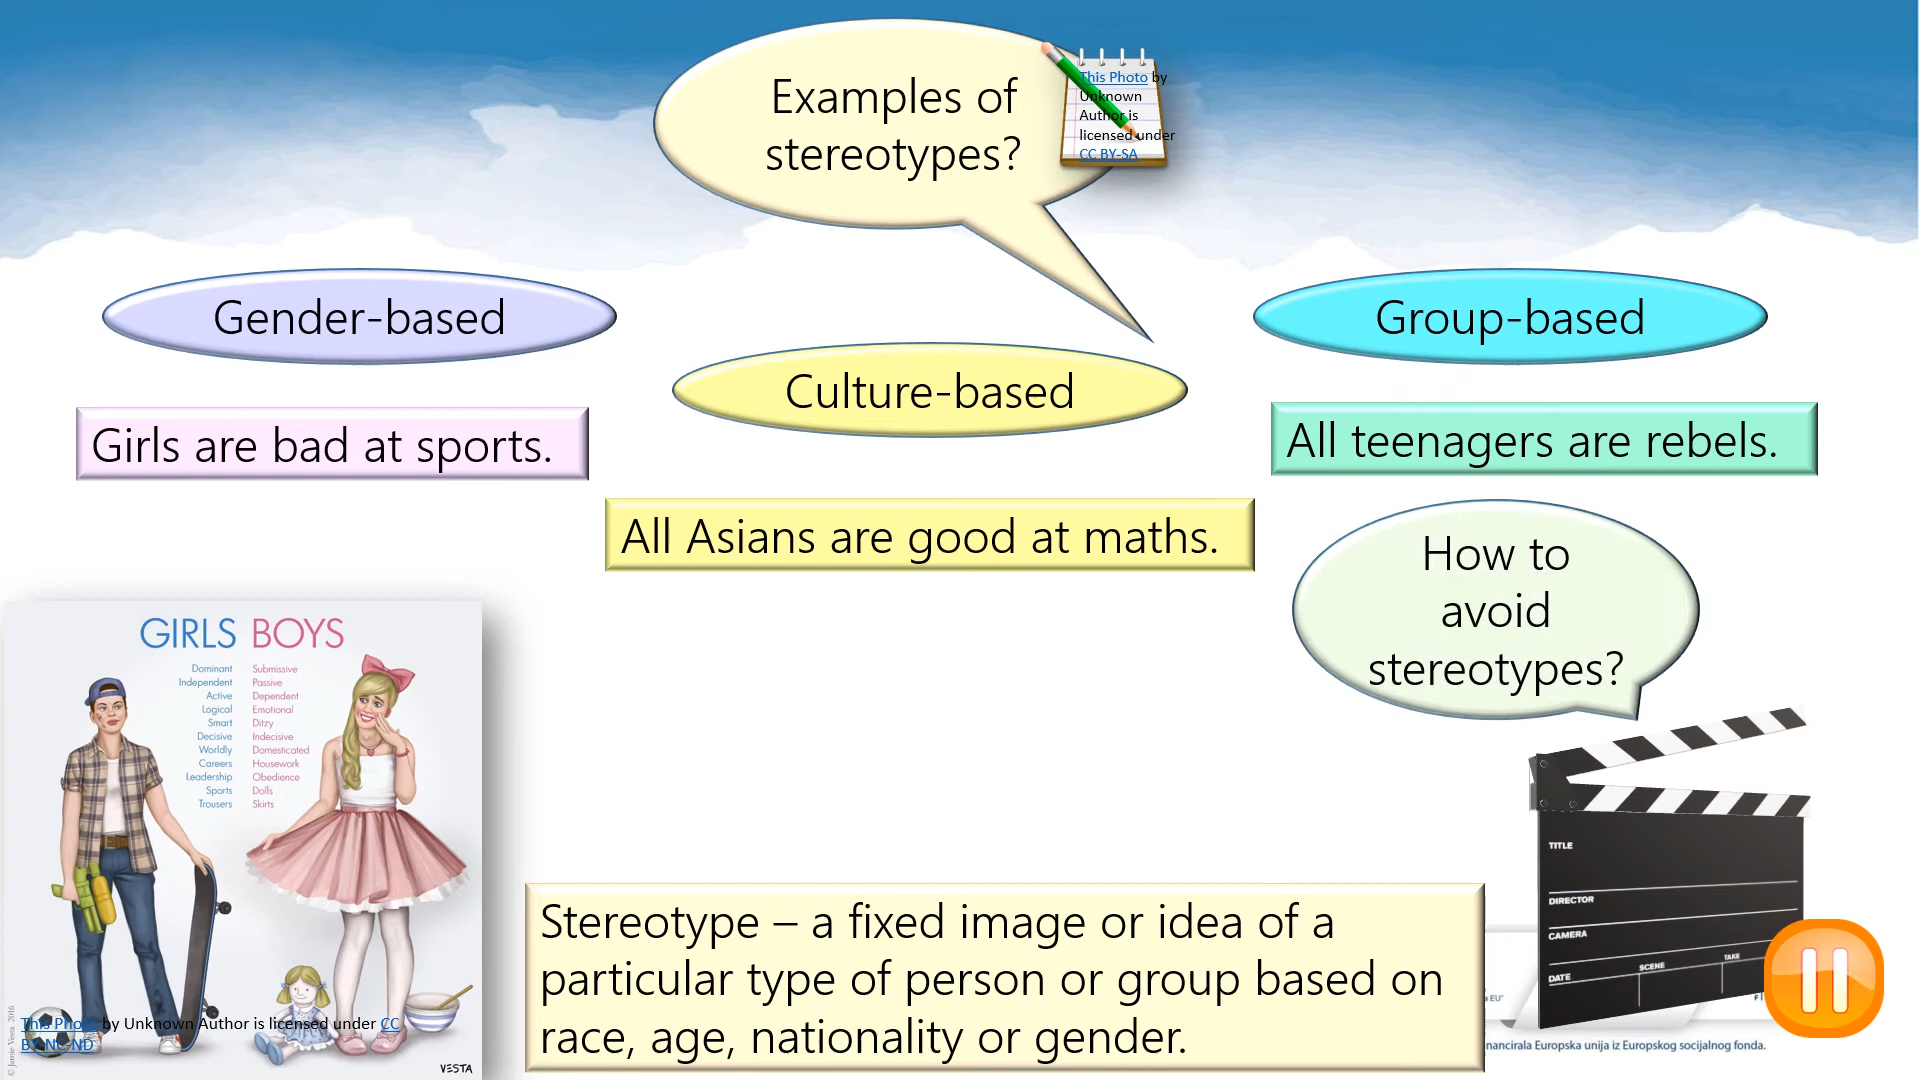 Examples of
stereotypes?
This Photo by
Unknown
Author is
licensed under
CC BY-SA
Gender-based
Culture-based
Group-based
Girls are bad at sports.
All Asians are good at maths.
All teenagers are rebels.
How to
avoid
stereotypes?
GIRLS BOYS
Dominant Submissive
Independent Passive
Active Dependent
Logical Emotional
Smart Ditzy
Decisive Indecisive
Worldly Domesticated
Careers Housework
Leadership Obedience
Sports Dolls
Trousers Skirts
© Jamie Vesta 2016
VESTA
This Photo by Unknown Author is licensed under CC
BY-NC-ND
Stereotype – a fixed image or idea of a
particular type of person or group based on
race, age, nationality or gender.
TITLE
DIRECTOR
CAMERA
DATE SCENE TAKE
EU"
Europska unija iz Europskog socijalnog fonda.